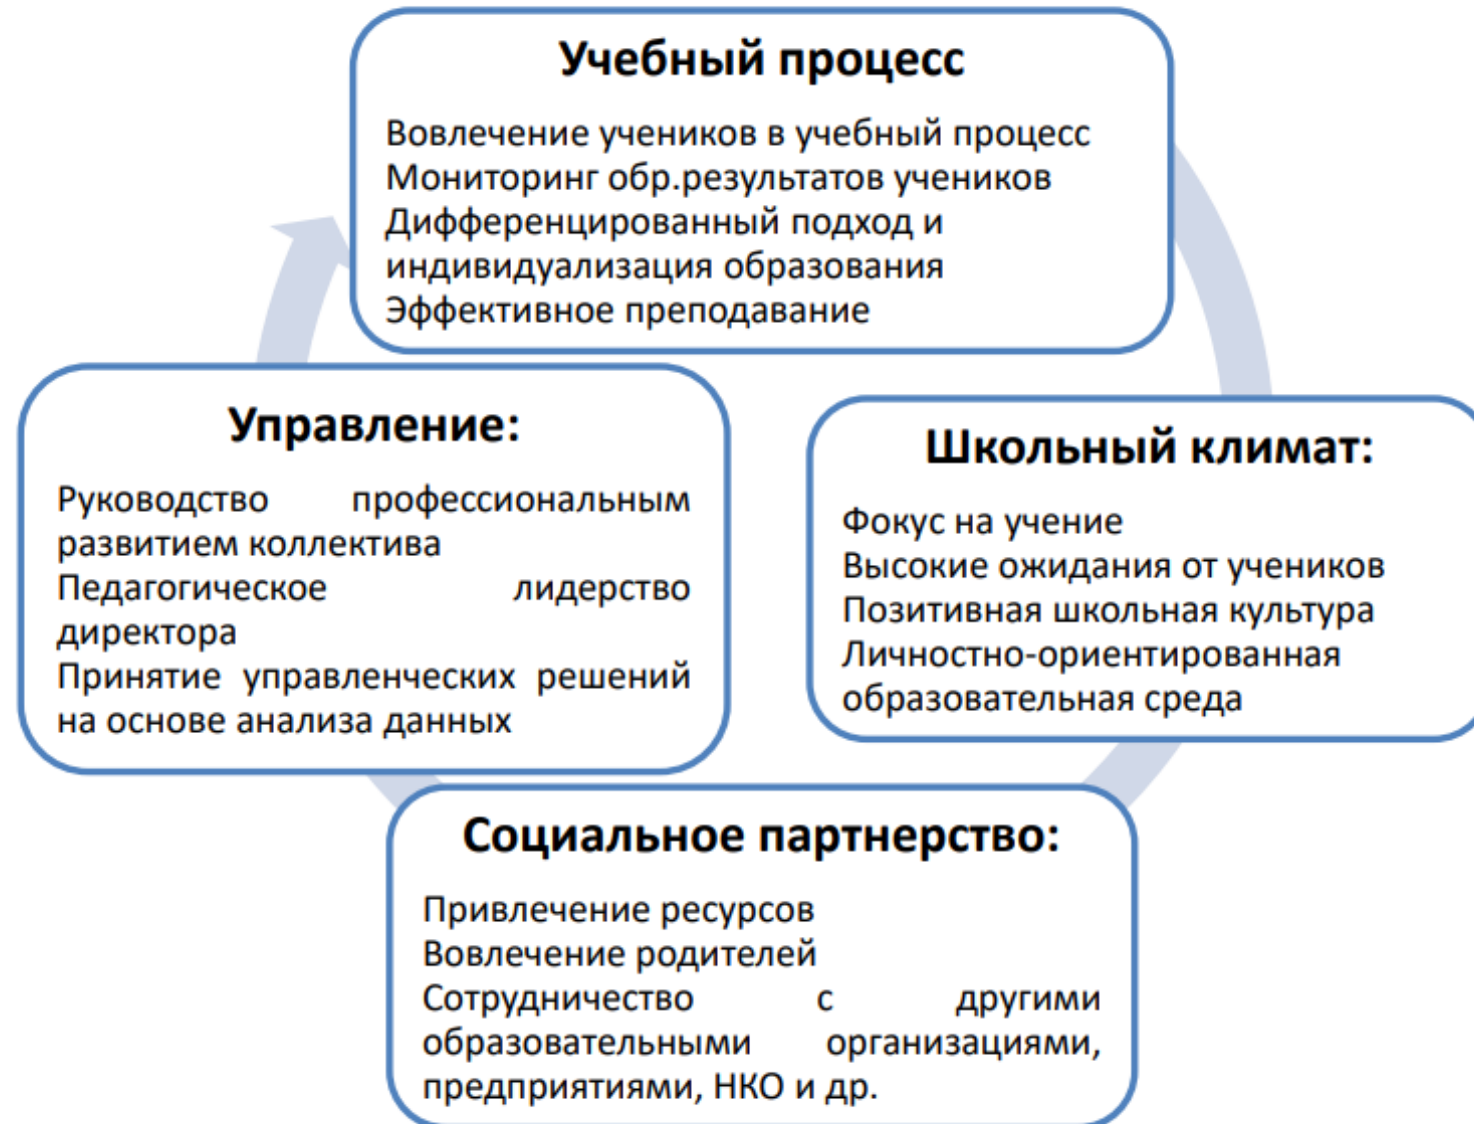 Учебный процесс
Вовлечение учеников в учебный процесс
Мониторинг обр.результатов учеников
Дифференцированный подход и
индивидуализация образования
Эффективное преподавание
Управление:
Руководство профессиональным
развитием коллектива
Педагогическое лидерство
директора
Принятие управленческих решений
на основе анализа данных
Школьный климат:
Фокус на учение
Высокие ожидания от учеников
Позитивная школьная культура
Личностно-ориентированная
образовательная среда
Социальное партнерство:
Привлечение ресурсов
Вовлечение родителей
Сотрудничество с другими
образовательными организациями,
предприятиями, НКО и др.